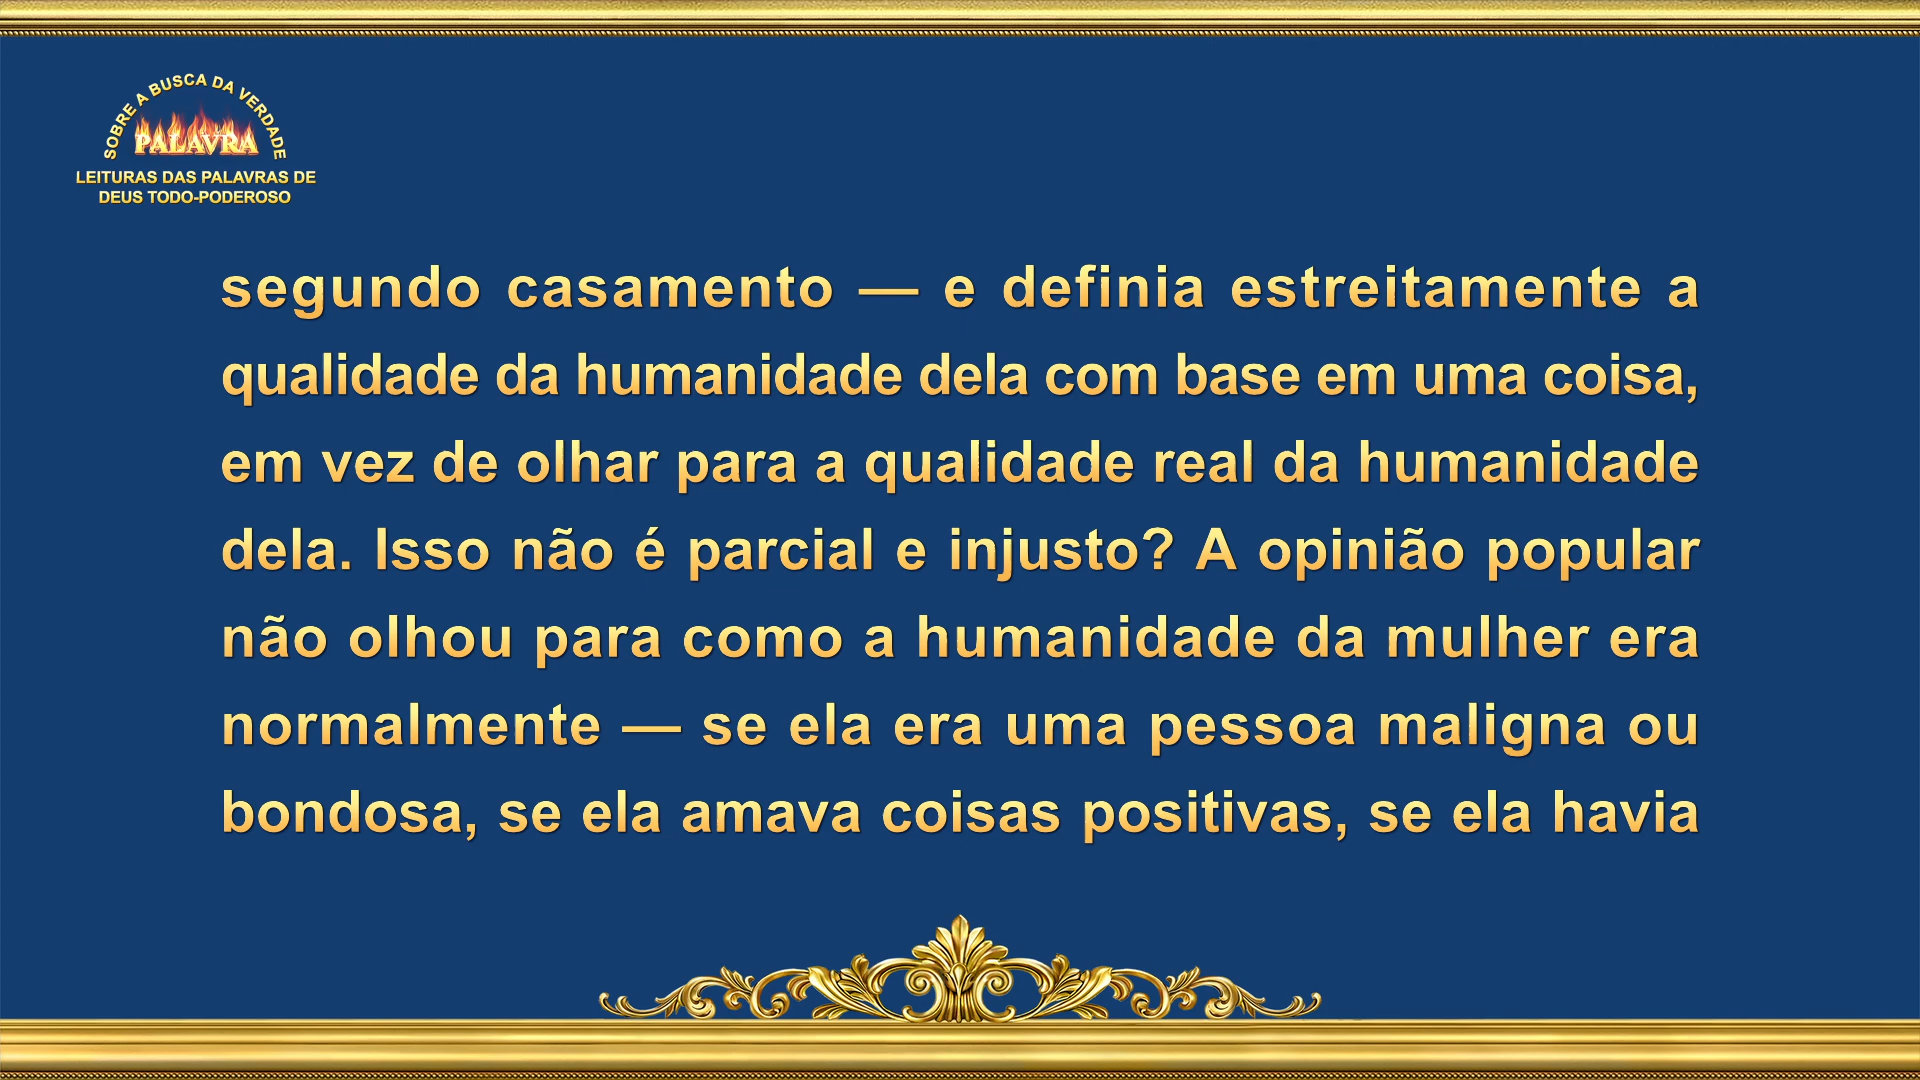 SOBRE A BUSCA DA VERDADE
PALAVRA
LEITURAS DAS PALAVRAS DE
DEUS TODO-PODEROSO
segundo casamento — e definia estreitamente a
qualidade da humanidade dela com base em uma coisa,
em vez de olhar para a qualidade real da humanidade
dela. Isso não é parcial e injusto? A opinião popular
não olhou para como a humanidade da mulher era
normalmente — se ela era uma pessoa maligna ou
bondosa, se ela amava coisas positivas, se ela havia